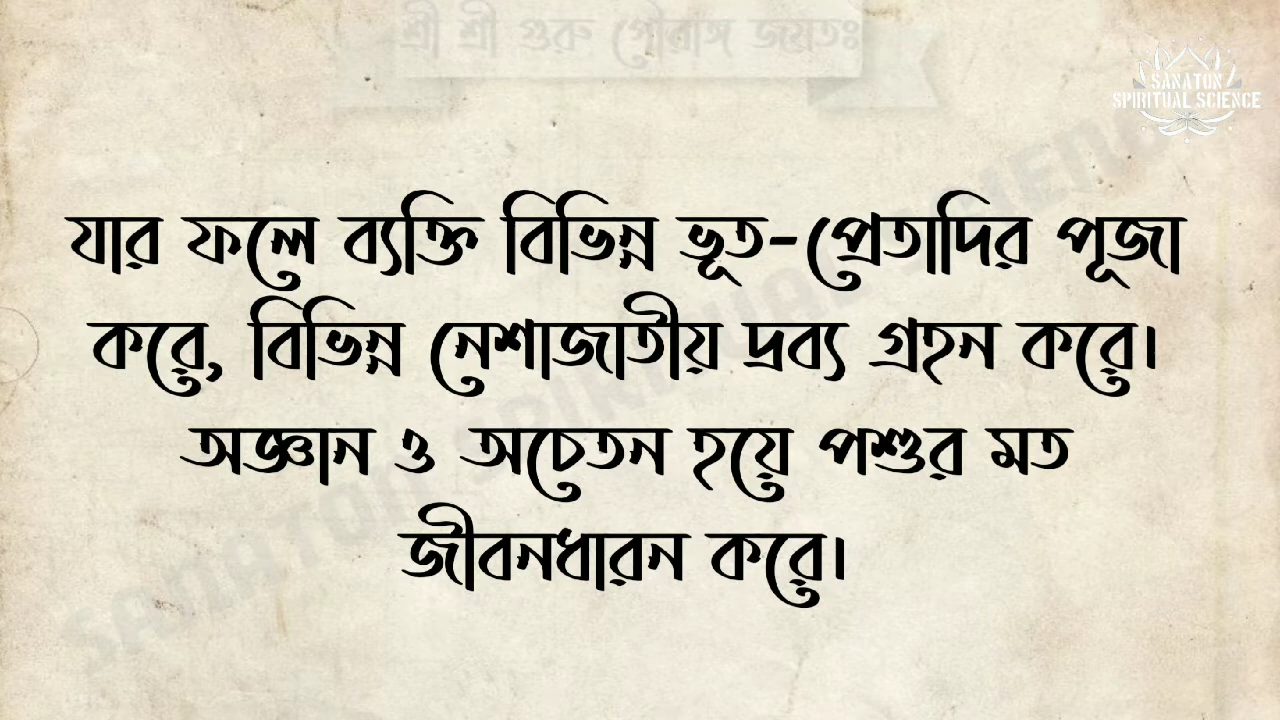 শ্রী শ্রী গুরু গৌরাঙ্গ জয়তঃ
SANATON
SPIRITUAL SCIENCE
যার ফলে ব্যক্তি বিভিন্ন ভূত-প্রেতাদির পূজা
করে, বিভিন্ন নেশাজাতীয় দ্রব্য গ্রহন করে।
অজ্ঞান ও অচেতন হয়ে পশুর মত
জীবনধারন করে।